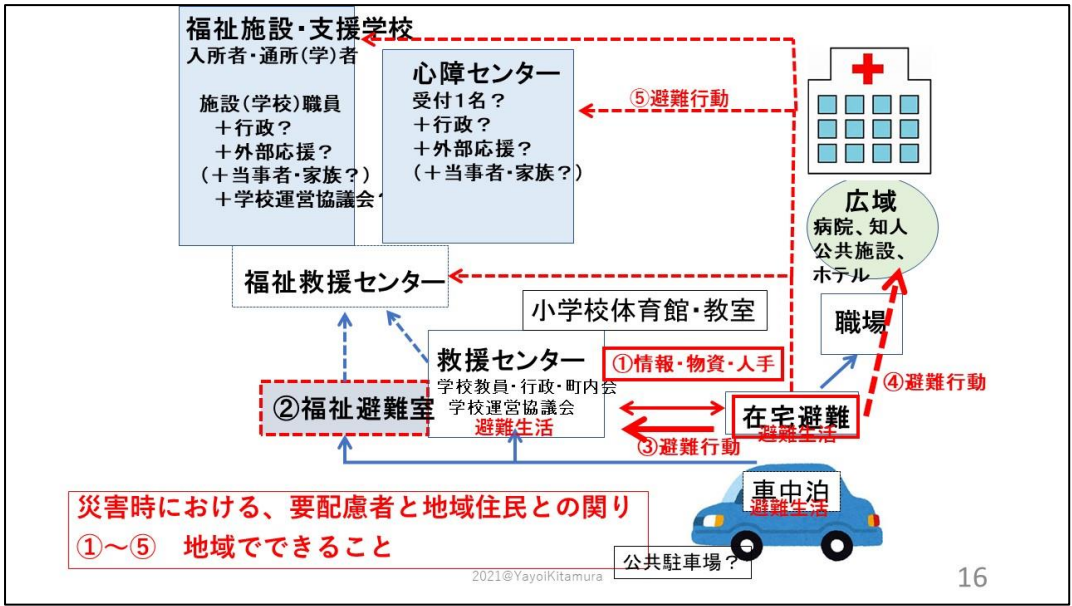 福祉施設・支援学校
入所者・通所(学)者
施設(学校)職員
＋行政？
＋外部応援？
(＋当事者・家族？)
＋学校運営協議会？
心障センター
受付１名？
＋行政？
＋外部応援？
(＋当事者・家族？)
⑤避難行動
広域
病院、知人
公共施設、
ホテル
福祉救援センター
小学校体育館・教室
職場
救援センター
学校教員・行政・町内会
学校運営協議会
避難生活
①情報・物資・人手
④避難行動
②福祉避難室
在宅避難
避難生活
③避難行動
車中泊
避難生活
災害時における、要配慮者と地域住民との関り
①～⑤　地域でできること
公共駐車場？
2021@YayoiKitamura
16